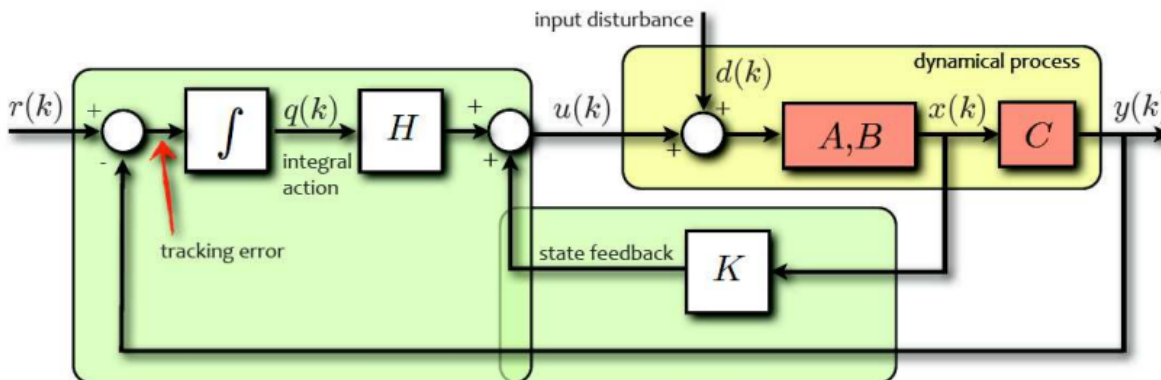 input disturbance
dynamical process
d(k)
r(k)
+
-
∫
q(k)
integral
action
H
+
+
u(k)
+
+
A,B
x(k)
C
y(k)
tracking error
state feedback
K